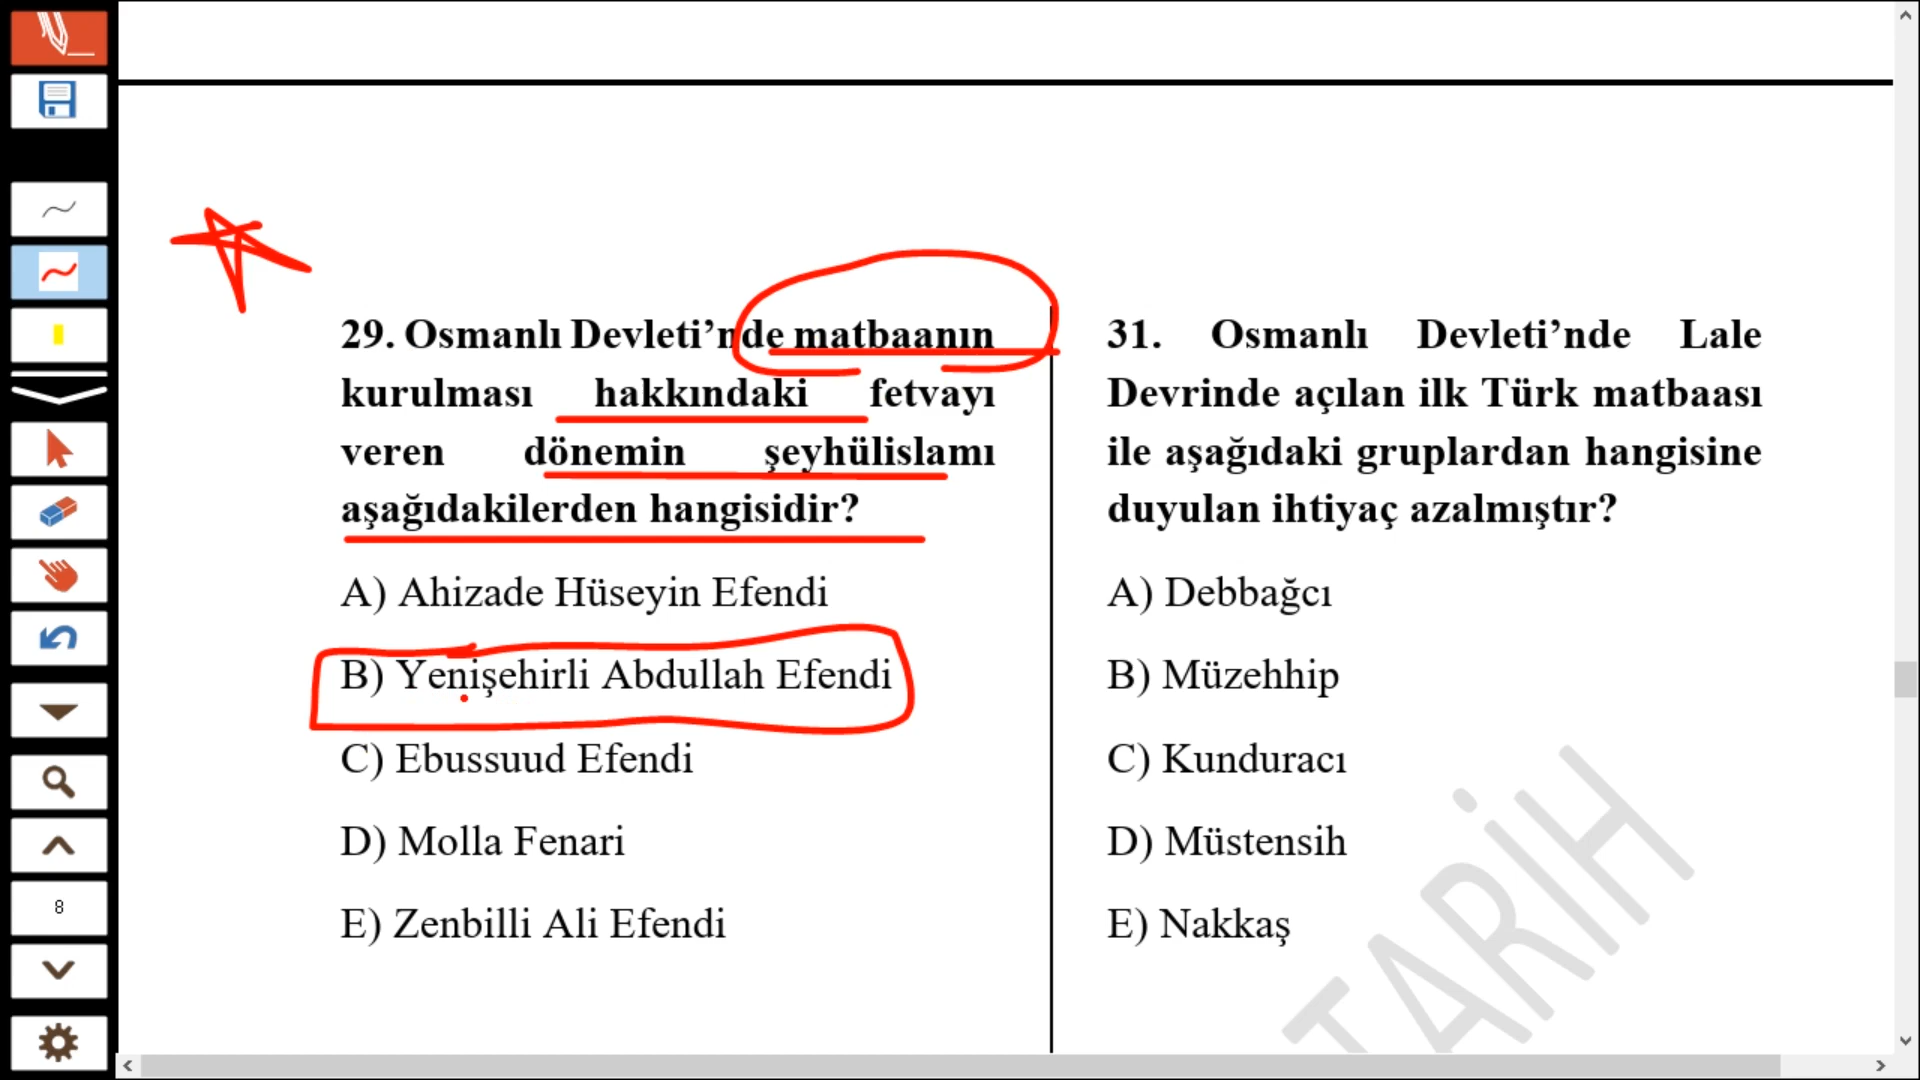 29. Osmanlı Devleti’nde matbaanın
kurulması hakkındaki fetvayı
veren dönemin şeyhülislamı
aşağıdakilerden hangisidir?
A) Ahizade Hüseyin Efendi
B) Yenişehirli Abdullah Efendi
C) Ebussuud Efendi
D) Molla Fenari
E) Zenbilli Ali Efendi
31. Osmanlı Devleti’nde Lale
Devrinde açılan ilk Türk matbaası
ile aşağıdaki gruplardan hangisine
duyulan ihtiyaç azalmıştır?
A) Debbağcı
B) Müzehhip
C) Kunduracı
D) Müstensih
E) Nakkaş
TARİH
8